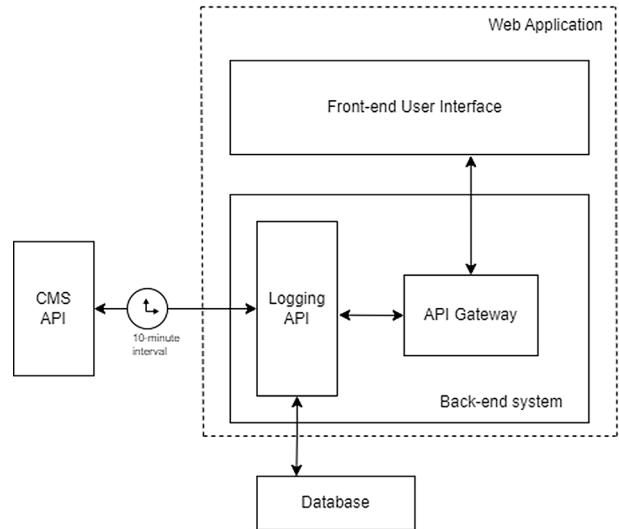 Web Application
Front-end User Interface
CMS
API
10-minute
interval
Logging
API
API Gateway
Back-end system
Database